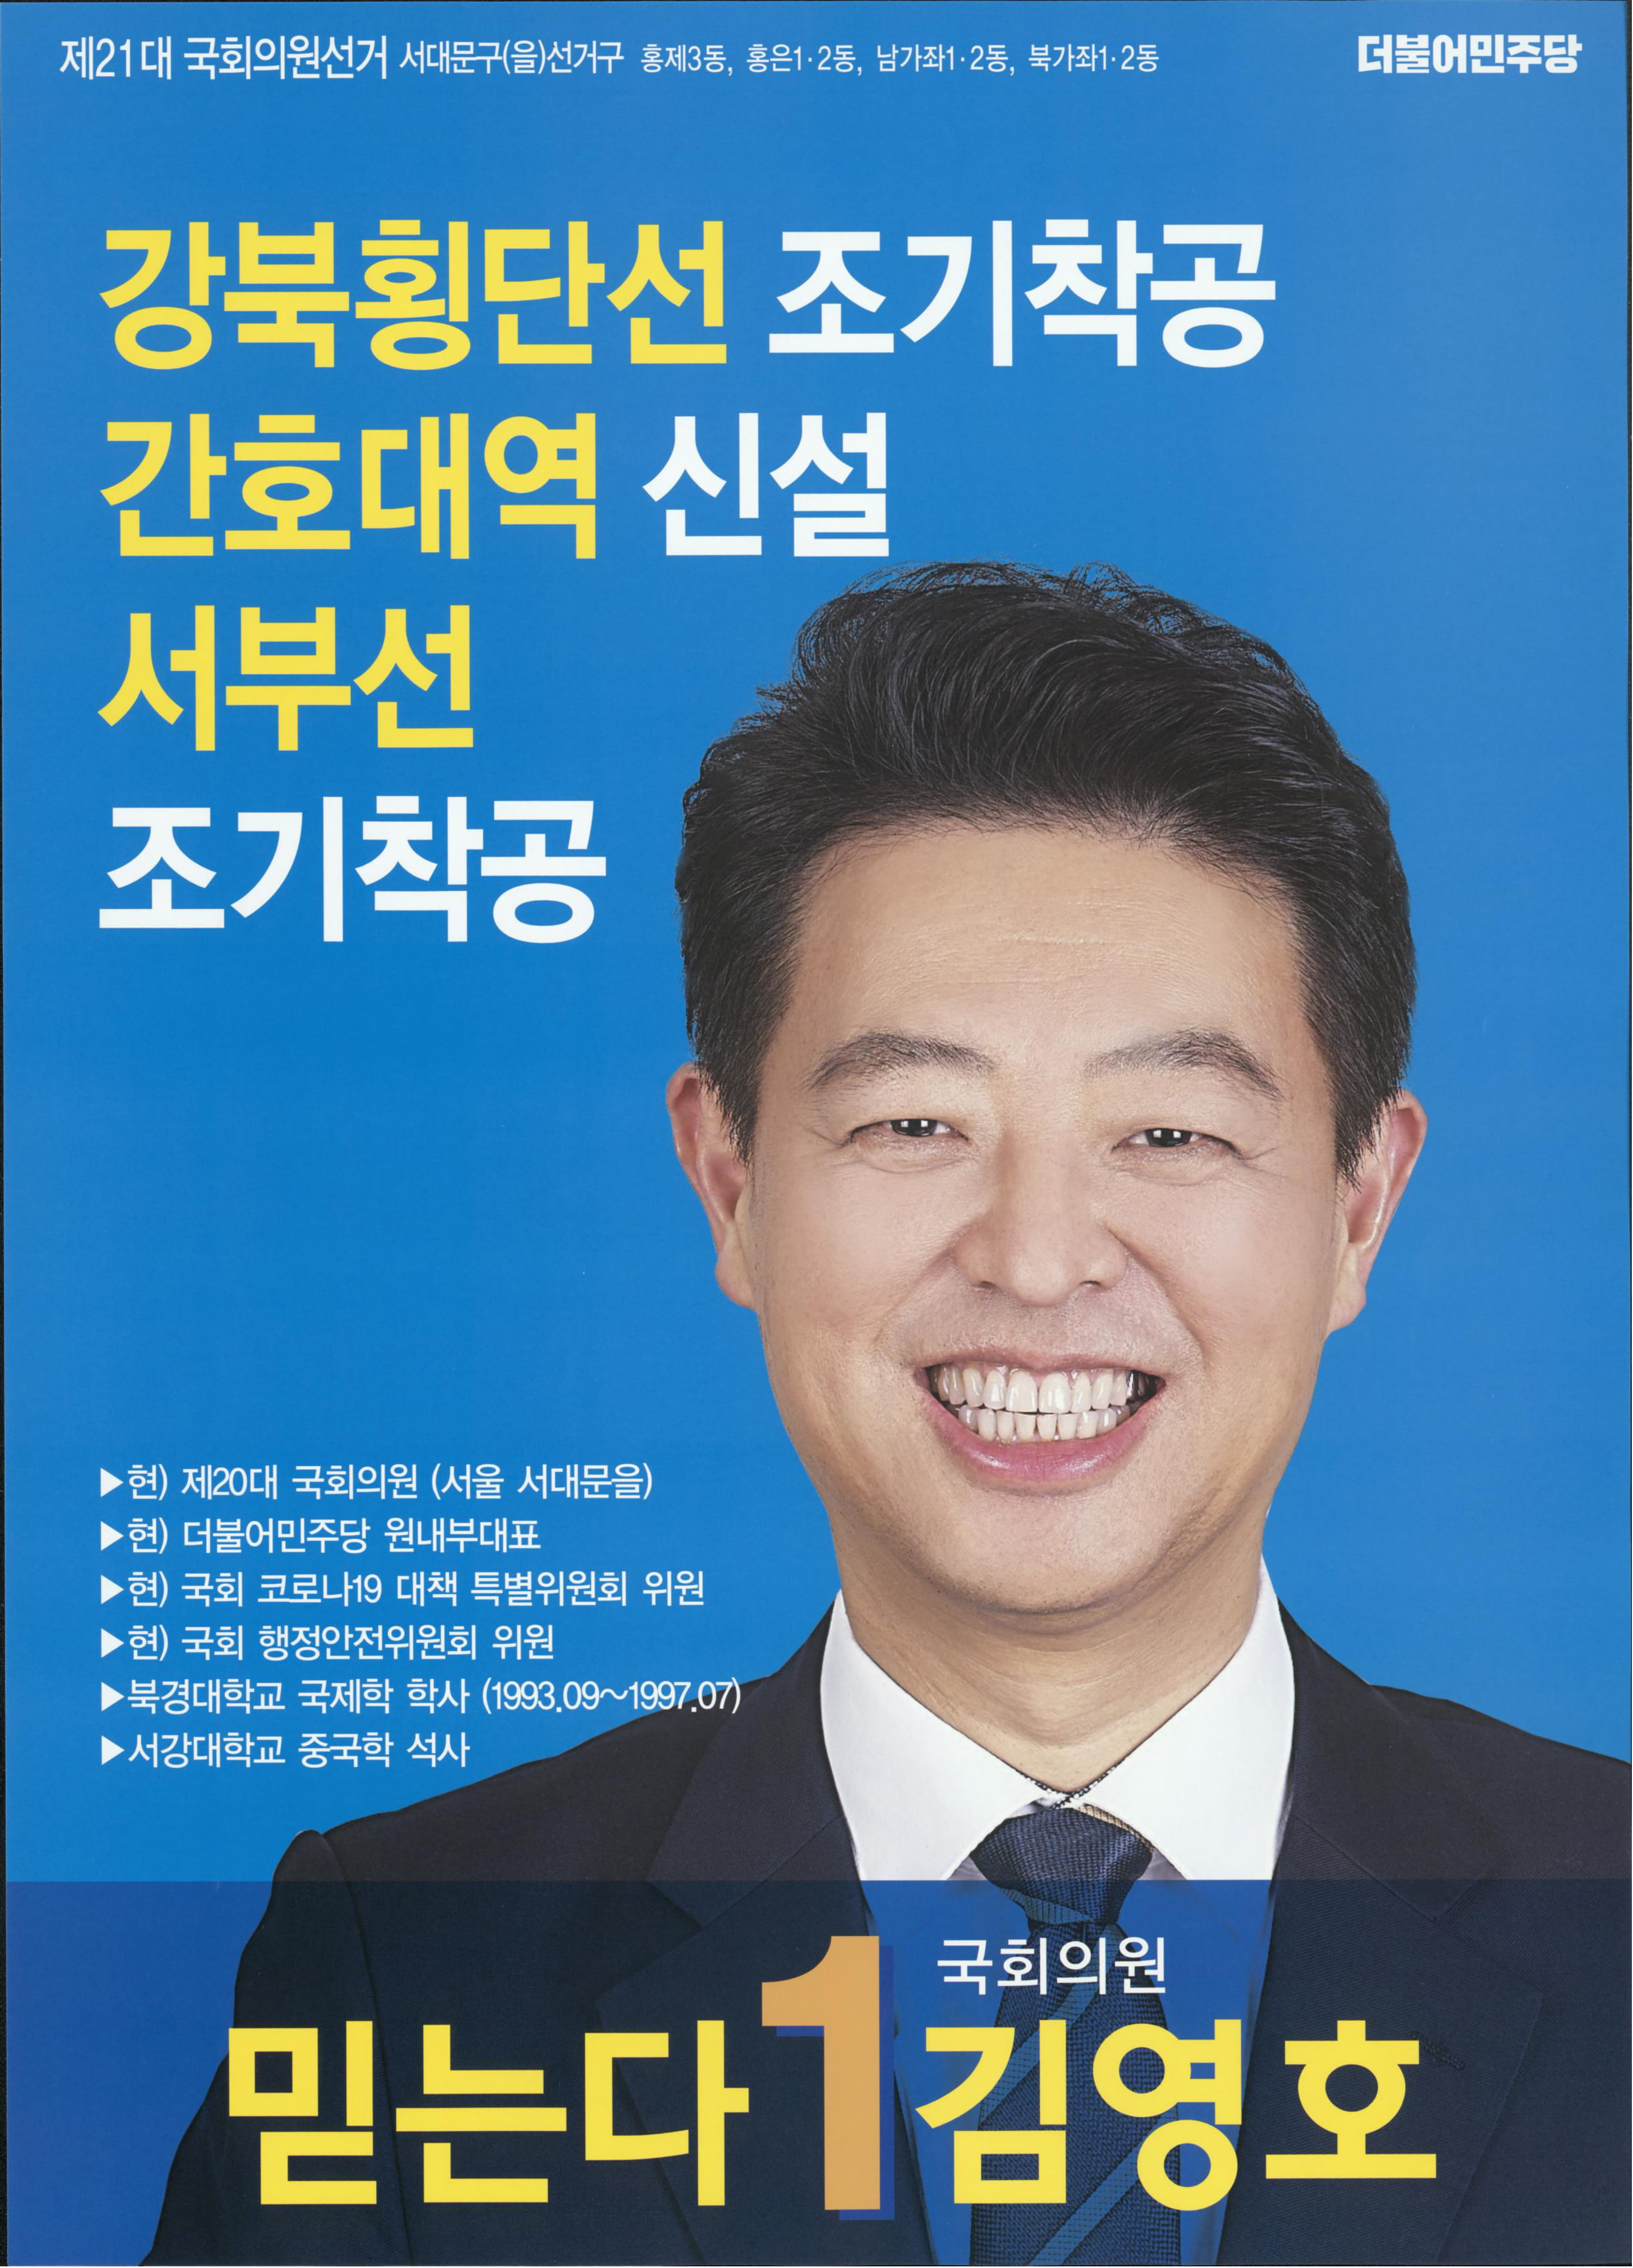 제21대 국회의원선거 서대문구(을)선거구 홍제3동, 홍은1·2동, 남가좌1·2동, 북가좌1·2동
더불어민주당
강북횡단선 조기착공
간호대역 신설
서부선
조기착공
▶현) 제20대 국회의원 (서울 서대문을)
▶현) 더불어민주당 원내부대표
▶현) 국회 코로나19 대책 특별위원회 위원
▶현) 국회 행정안전위원회 위원
▶북경대학교 국제학 학사 (1993.09~1997.07)
▶서강대학교 중국학 석사
국회의원
믿는다 1 김영호